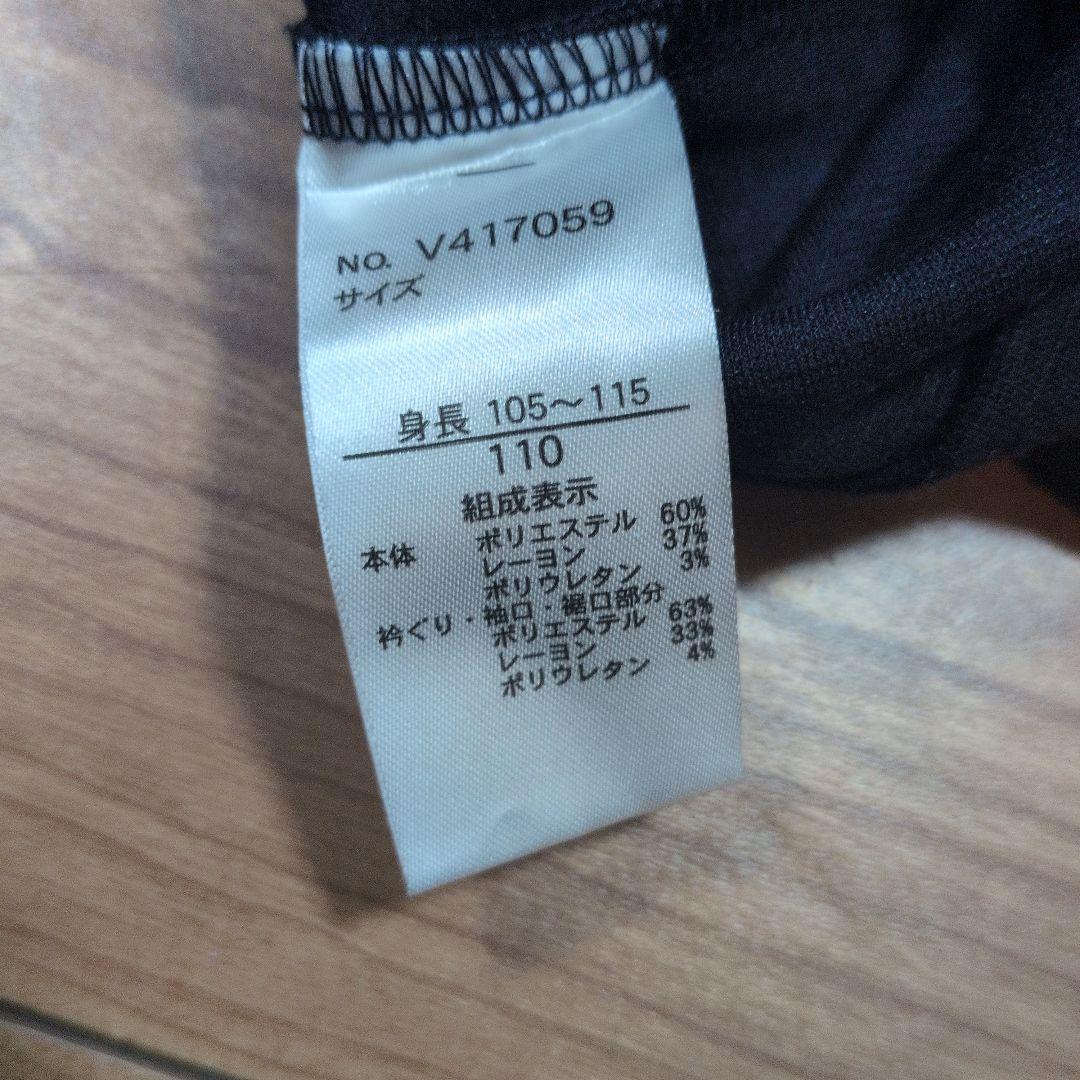 NO. V417059
サイズ
身長 105～115
110
組成表示
本体 ポリエステル 60%
レーヨン 37%
ポリウレタン 3%
衿ぐり・袖口・裾口部分
ポリエステル 63%
レーヨン 33%
ポリウレタン 4%